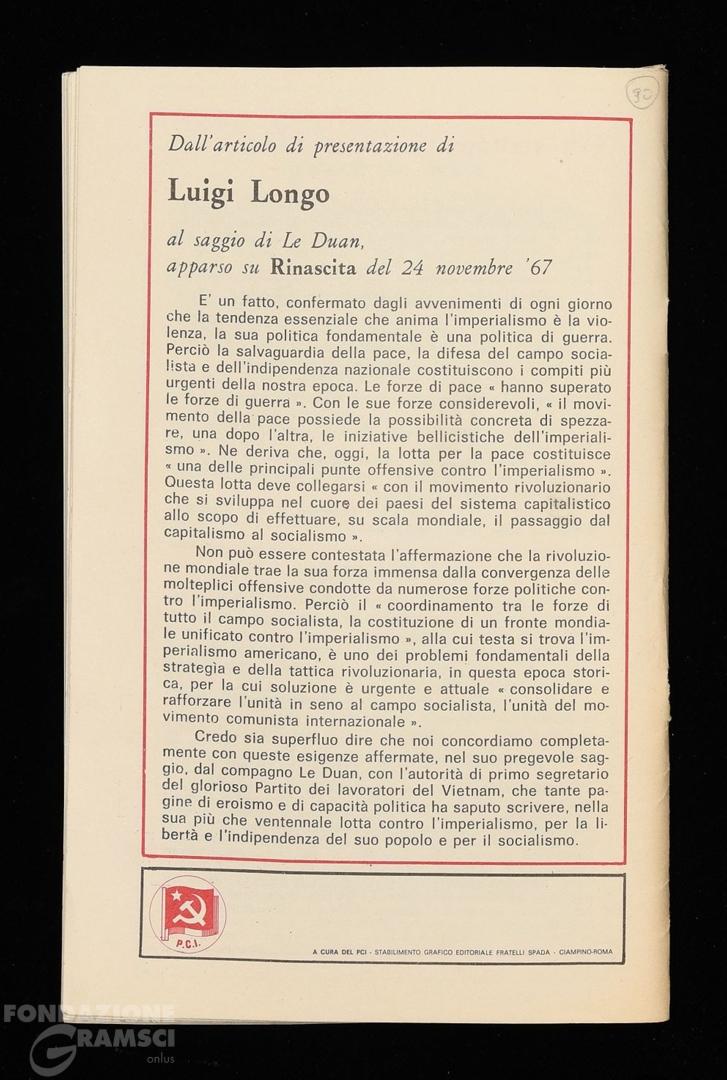 90
Dall'articolo di presentazione di
Luigi Longo
al saggio di Le Duan,
apparso su Rinascita del 24 novembre '67
E' un fatto, confermato dagli avvenimenti di ogni giorno
che la tendenza essenziale che anima l'imperialismo è la vio-
lenza, la sua politica fondamentale è una politica di guerra.
Perciò la salvaguardia della pace, la difesa del campo socia-
lista e dell'indipendenza nazionale costituiscono i compiti più
urgenti della nostra epoca. Le forze di pace « hanno superato
le forze di guerra ». Con le sue forze considerevoli, « il movi-
mento della pace possiede la possibilità concreta di spezza-
re, una dopo l'altra, le iniziative bellicistiche dell'imperiali-
smo ». Ne deriva che, oggi, la lotta per la pace costituisce
« una delle principali punte offensive contro l'imperialismo ».
Questa lotta deve collegarsi « con il movimento rivoluzionario
che si sviluppa nel cuore dei paesi del sistema capitalistico
allo scopo di effettuare, su scala mondiale, il passaggio dal
capitalismo al socialismo ».
Non può essere contestata l'affermazione che la rivoluzio-
ne mondiale trae la sua forza immensa dalla convergenza delle
molteplici offensive condotte da numerose forze politiche con-
tro l'imperialismo. Perciò il « coordinamento tra le forze di
tutto il campo socialista, la costituzione di un fronte mondia-
le unificato contro l'imperialismo », alla cui testa si trova l'im-
perialismo americano, è uno dei problemi fondamentali della
strategia e della tattica rivoluzionaria, in questa epoca stori-
ca, per la cui soluzione è urgente e attuale « consolidare e
rafforzare l'unità in seno al campo socialista, l'unità del mo-
vimento comunista internazionale ».
Credo sia superfluo dire che noi concordiamo completa-
mente con queste esigenze affermate, nel suo pregevole sag-
gio, dal compagno Le Duan, con l'autorità di primo segretario
del glorioso Partito dei lavoratori del Vietnam, che tante pa-
gine di eroismo e di capacità politica ha saputo scrivere, nella
sua più che ventennale lotta contro l'imperialismo, per la li-
bertà e l'indipendenza del suo popolo e per il socialismo.
P.C.I.
A CURA DEL PCI - STABILIMENTO GRAFICO EDITORIALE FRATELLI SPADA - CIAMPINO-ROMA
FONDAZIONE
GRAMSCI
onlus